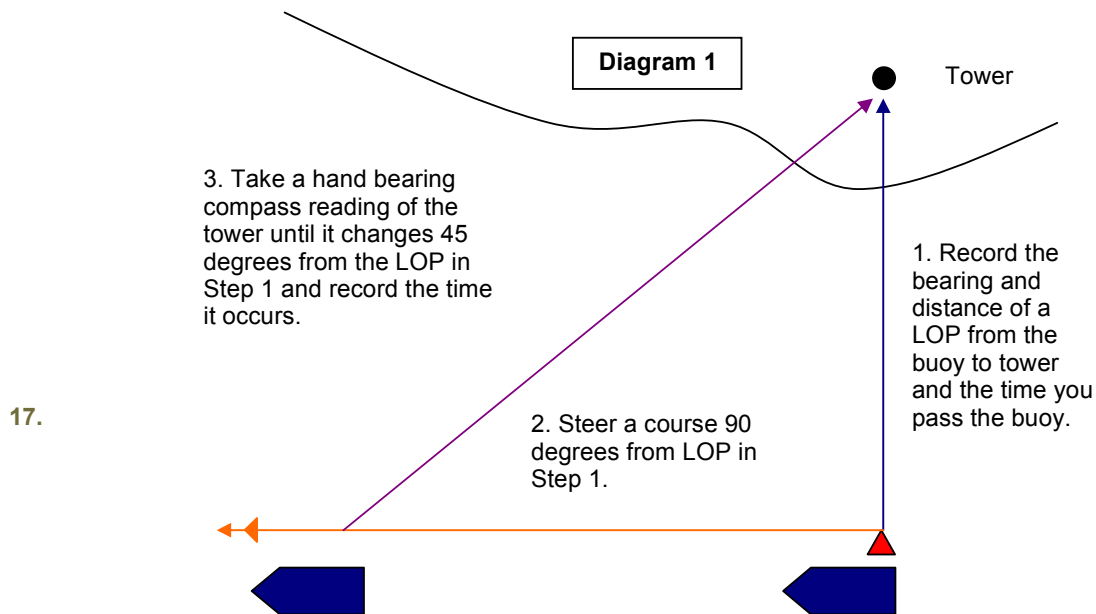 Diagram 1
Tower
3. Take a hand bearing
compass reading of the
tower until it changes 45
degrees from the LOP in
Step 1 and record the time
it occurs.
1. Record the
bearing and
distance of a
LOP from the
buoy to tower
and the time you
pass the buoy.
17.
2. Steer a course 90
degrees from LOP in
Step 1.